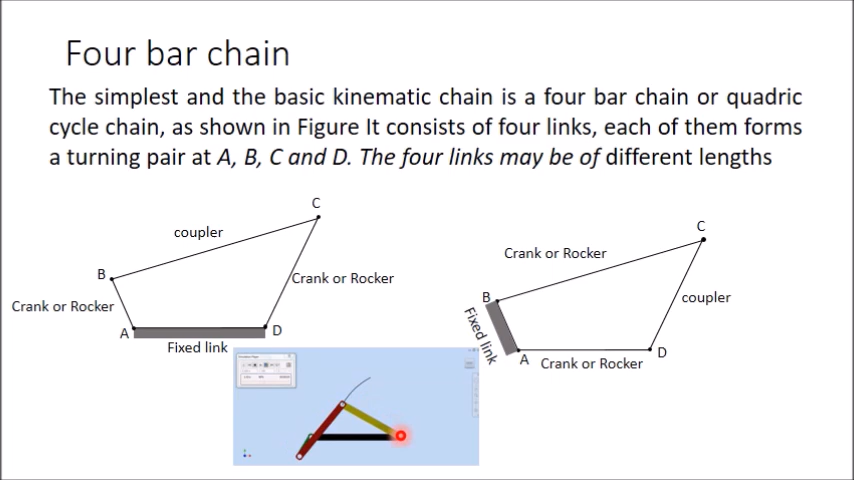 Four bar chain
The simplest and the basic kinematic chain is a four bar chain or quadric
cycle chain, as shown in Figure It consists of four links, each of them forms
a turning pair at A, B, C and D. The four links may be of different lengths
C
coupler
B
Crank or Rocker
Crank or Rocker
A
D
Fixed link
C
Crank or Rocker
B
coupler
Fixed link
A
D
Crank or Rocker